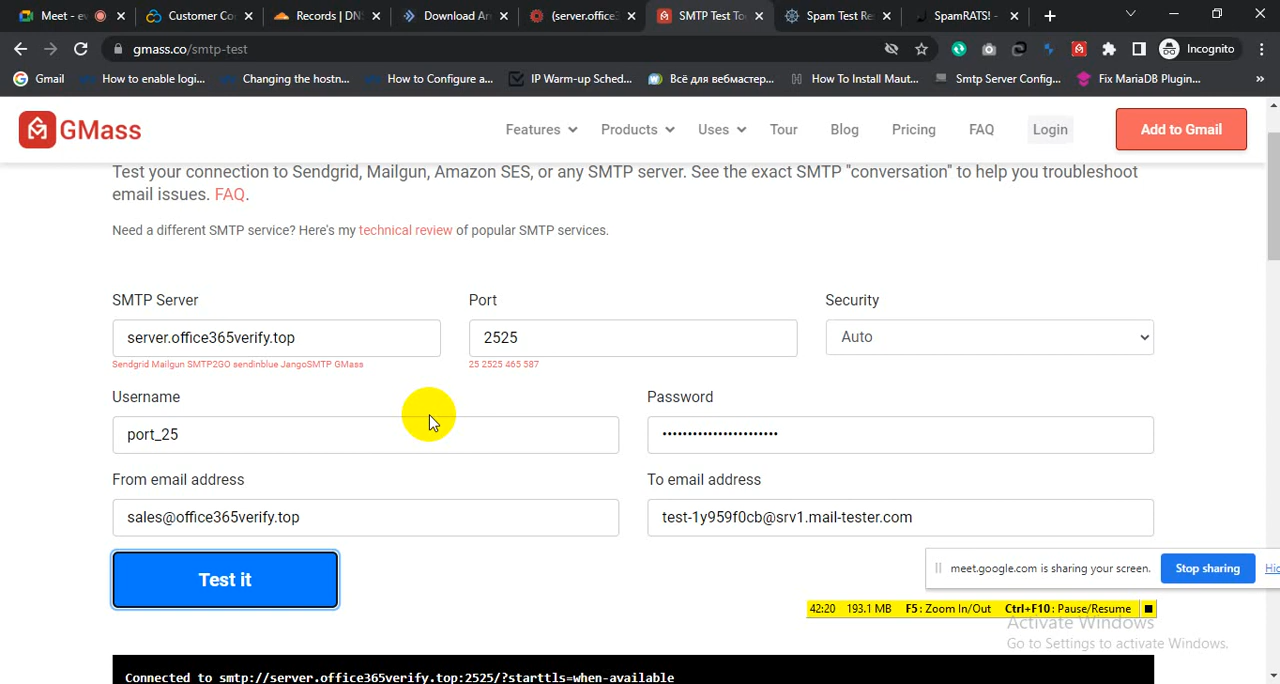 Meet - ev
Customer Co
Records | DN
Download An
(server.office
SMTP Test To
Spam Test Re
SpamRATS! -
gmass.co/smtp-test
Incognito
Gmail
How to enable logi...
Changing the hostn...
How to Configure a...
IP Warm-up Sched...
Всё для вебмастер...
How To Install Maut...
Smtp Server Config...
Fix MariaDB Plugin...
»
GMass
Features
Products
Uses
Tour
Blog
Pricing
FAQ
Login
Add to Gmail
Test your connection to Sendgrid, Mailgun, Amazon SES, or any SMTP server. See the exact SMTP "conversation" to help you troubleshoot
email issues. FAQ.
Need a different SMTP service? Here's my technical review of popular SMTP services.
SMTP Server
Port
Security
server.office365verify.top
2525
Auto
Sendgrid Mailgun SMTP2GO sendinblue JangoSMTP GMass
25 2525 465 587
Username
Password
port_25
•••••••••••••••••••••••
From email address
To email address
sales@office365verify.top
test-1y959f0cb@srv1.mail-tester.com
Test it
meet.google.com is sharing your screen.
Stop sharing
Hid
42:20 193.1 MB F5: Zoom In/Out Ctrl+F10: Pause/Resume
Activate Windows
Go to Settings to activate Windows.
Connected to smtp://server.office365verify.top:2525/?starttls=when-available